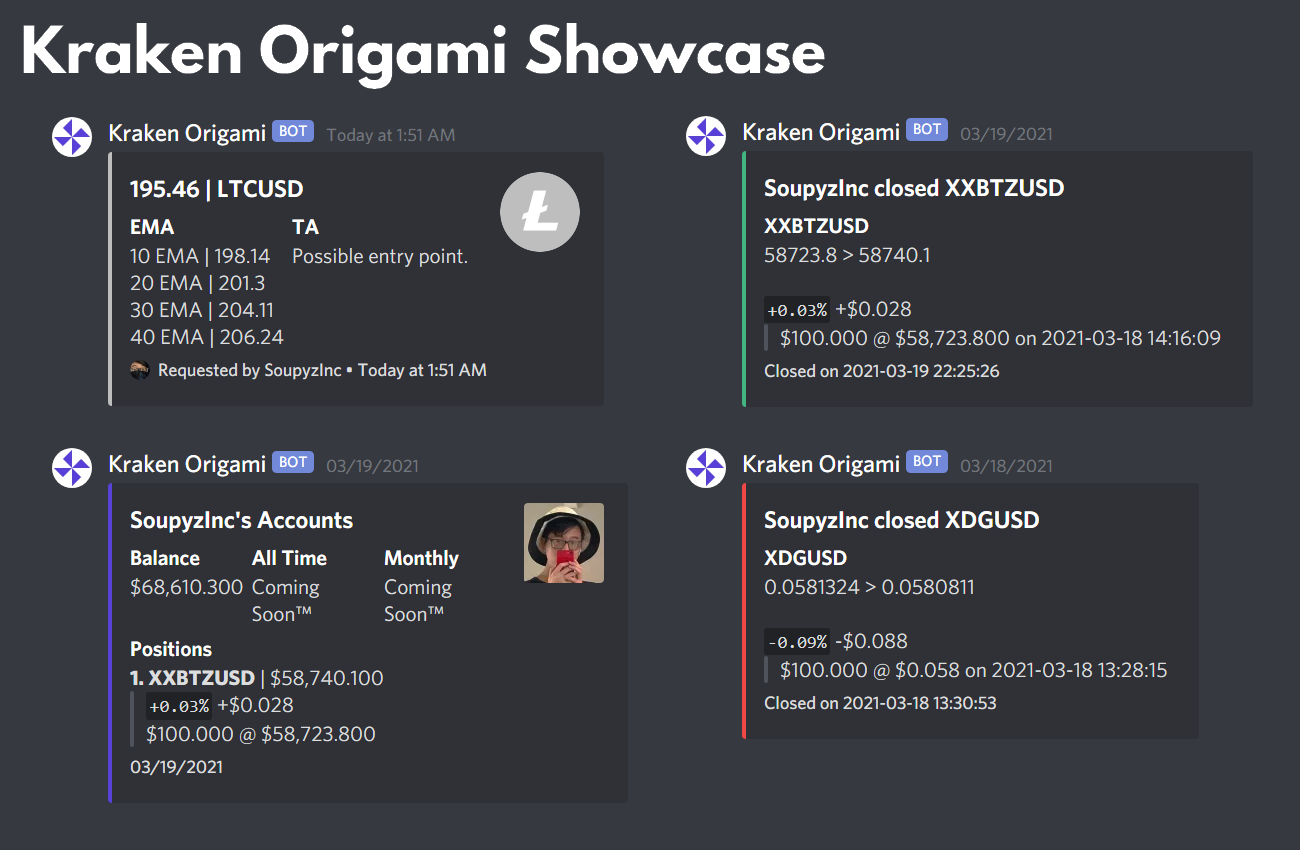 Kraken Origami Showcase
Kraken Origami BOT Today at 1:51 AM
195.46 | LTCUSD
EMA TA
10 EMA | 198.14 Possible entry point.
20 EMA | 201.3
30 EMA | 204.11
40 EMA | 206.24
Requested by SoupyzInc • Today at 1:51 AM
Kraken Origami BOT 03/19/2021
SoupyzInc closed XXBTZUSD
XXBTZUSD
58723.8 > 58740.1
+0.03% +$0.028
$100.000 @ $58,723.800 on 2021-03-18 14:16:09
Closed on 2021-03-19 22:25:26
Kraken Origami BOT 03/19/2021
SoupyzInc's Accounts
Balance All Time Monthly
$68,610.300 Coming Coming
Soon™ Soon™
Positions
1. XXBTZUSD | $58,740.100
+0.03% +$0.028
$100.000 @ $58,723.800
03/19/2021
Kraken Origami BOT 03/18/2021
SoupyzInc closed XDGUSD
XDGUSD
0.0581324 > 0.0580811
-0.09% -$0.088
$100.000 @ $0.058 on 2021-03-18 13:28:15
Closed on 2021-03-18 13:30:53